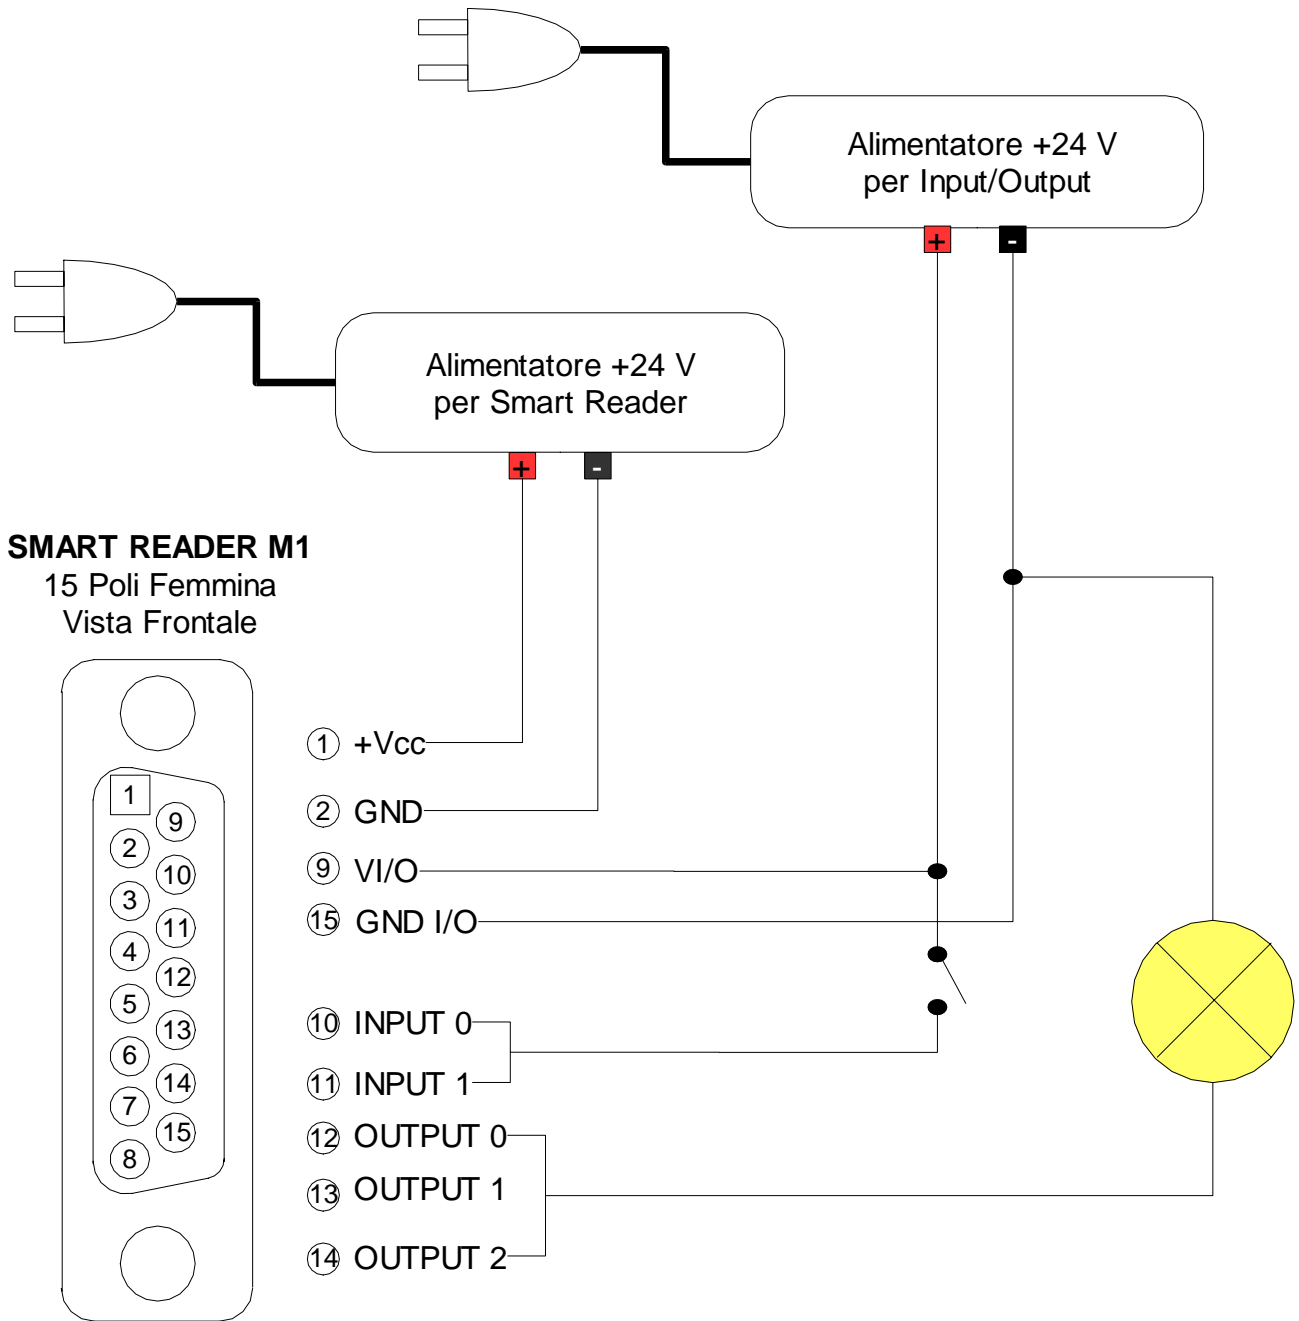 Alimentatore +24 V
per Input/Output
+ -
Alimentatore +24 V
per Smart Reader
+ -
SMART READER M1
15 Poli Femmina
Vista Frontale
1 +Vcc
2 GND
9 VI/O
15 GND I/O
10 INPUT 0
11 INPUT 1
12 OUTPUT 0
13 OUTPUT 1
14 OUTPUT 2
1
9
2
10
3
11
4
12
5
13
6
14
7
15
8